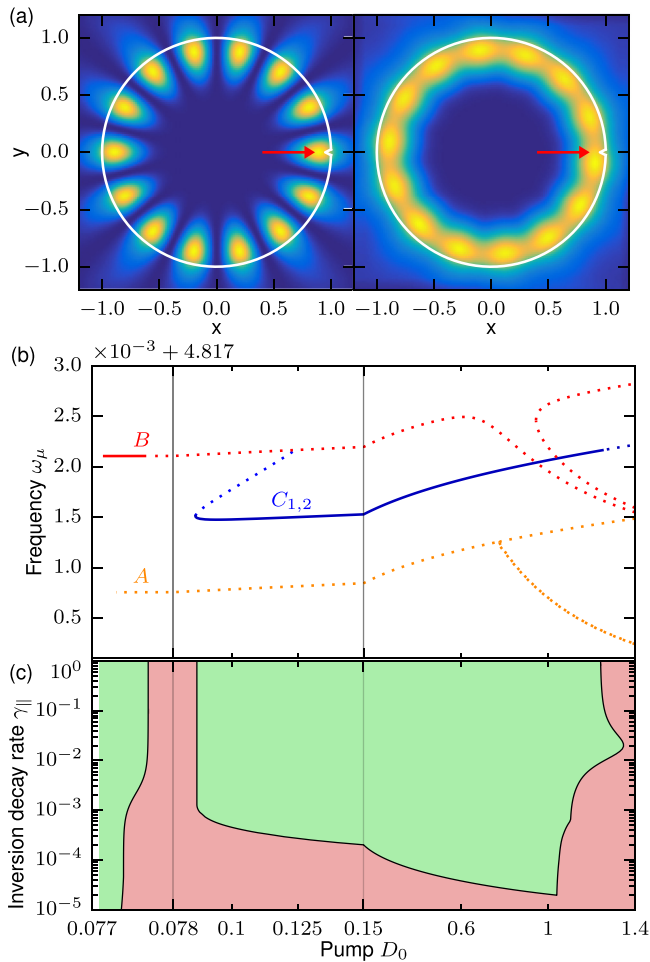 (a)
1.0
0.5
0.0
−0.5
−1.0
y
−1.0 −0.5 0.0 0.5 1.0 −1.0 −0.5 0.0 0.5 1.0
x x
(b) ×10⁻³ + 4.817
3.0
2.5
2.0
1.5
1.0
0.5
Frequency ωμ
B
C₁,₂
A
(c)
10⁰
10⁻¹
10⁻²
10⁻³
10⁻⁴
10⁻⁵
Inversion decay rate γ∥
0.077 0.078 0.1 0.125 0.15 0.6 1 1.4
Pump D₀